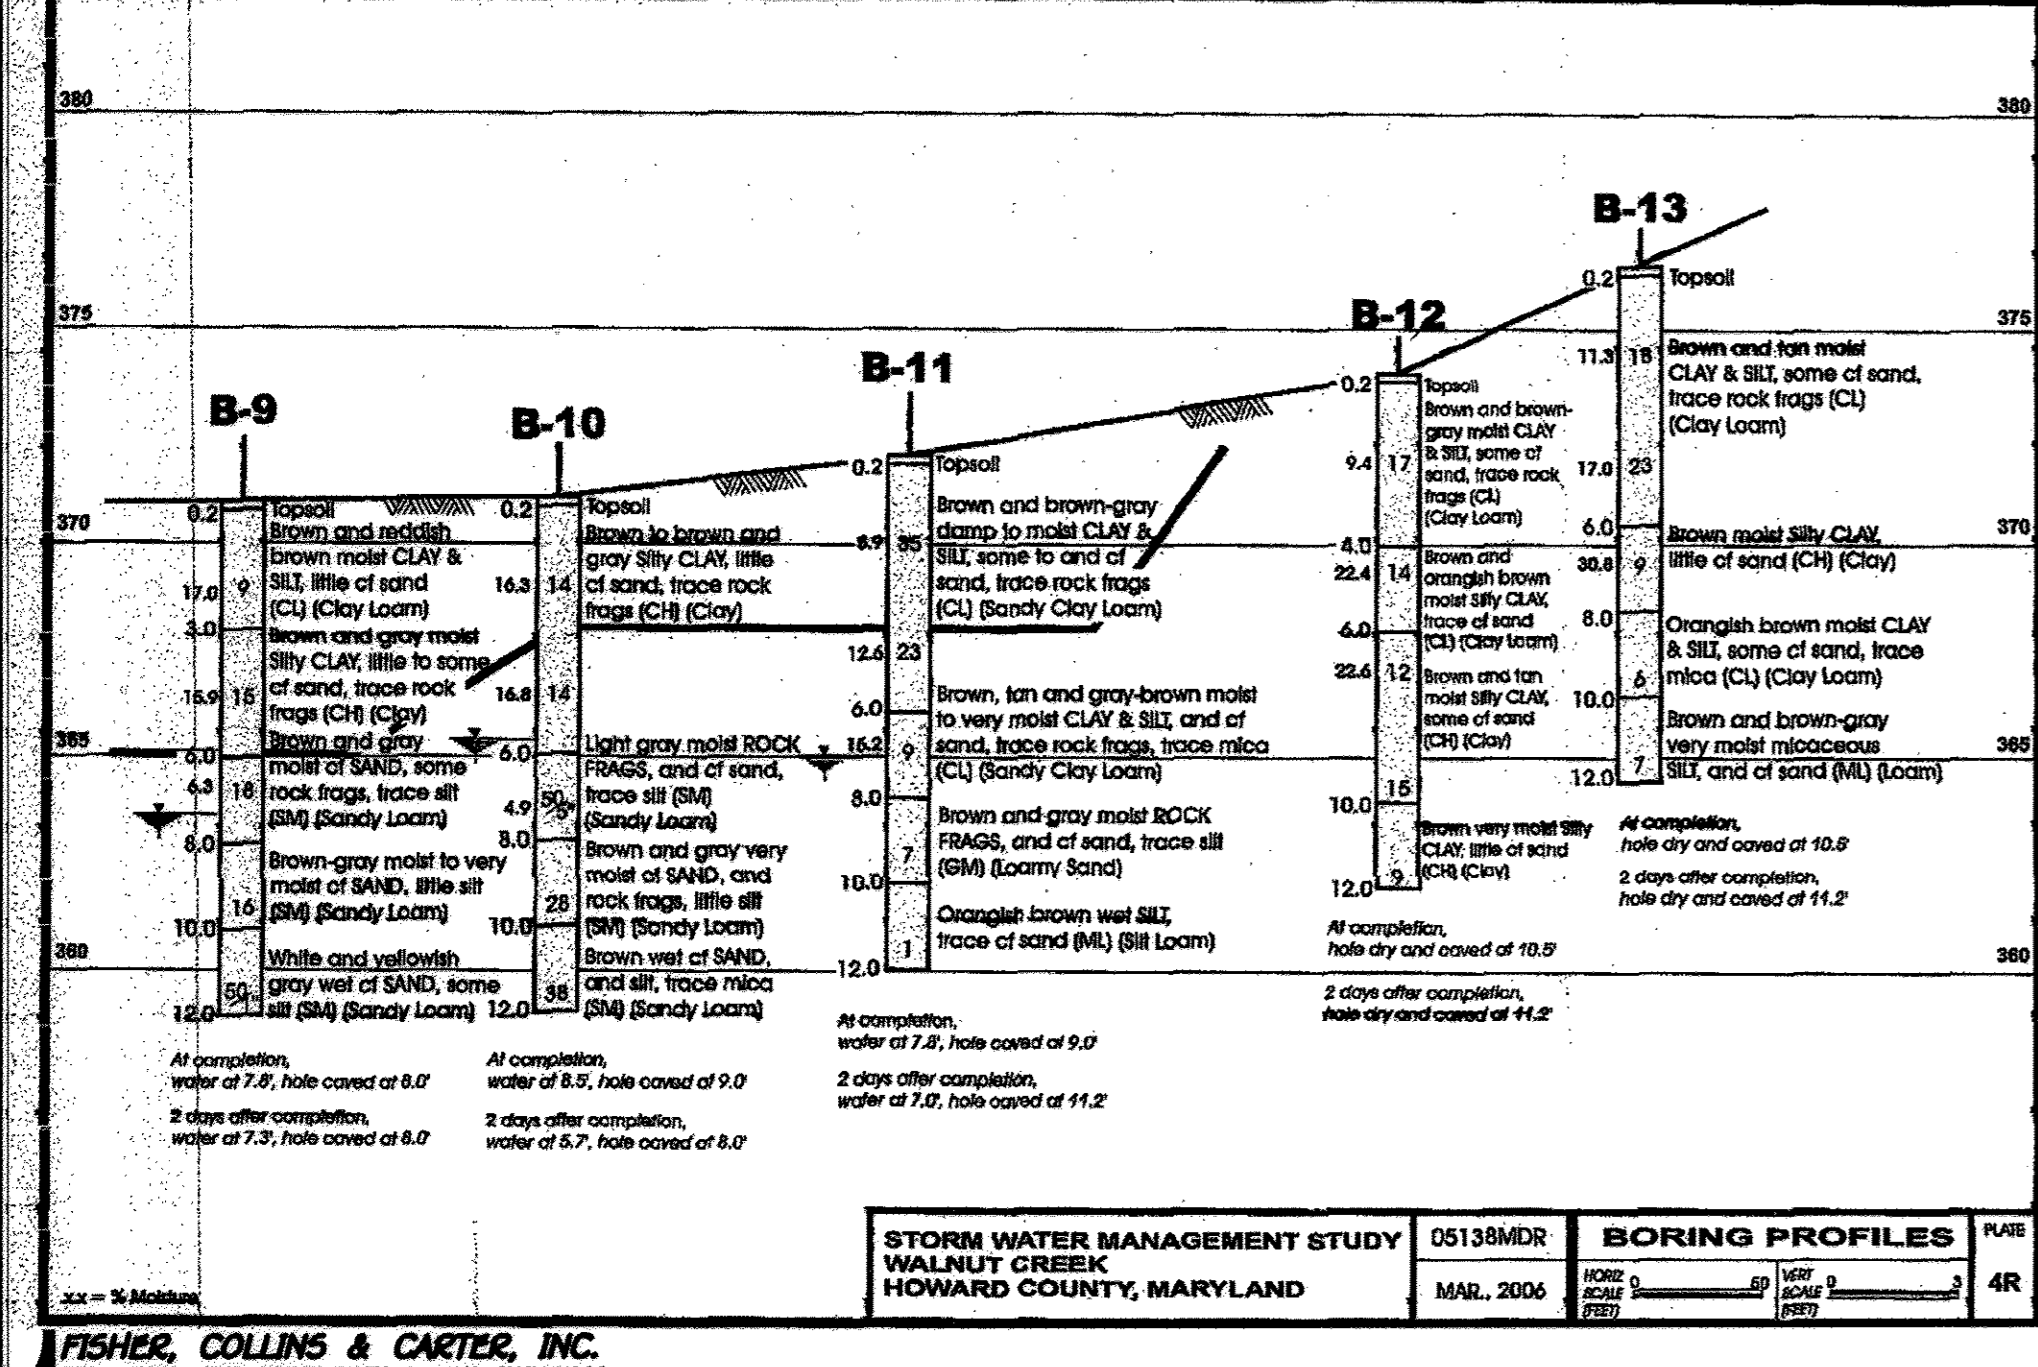 380
380
B-13
0.2
Topsoil
375
375
B-12
11.3
18
Brown and tan moist
CLAY & SILT, some cf sand,
trace rock frags (CL)
(Clay Loam)
17.0
23
6.0
Brown moist Silty CLAY,
little cf sand (CH) (Clay)
30.8
9
8.0
Orangish brown moist CLAY
& SILT, some cf sand, trace
mica (CL) (Clay Loam)
6
10.0
Brown and brown-gray
very moist micaceous
SILT, and cf sand (ML) (Loam)
7
12.0
At completion,
hole dry and caved at 10.8'
2 days after completion,
hole dry and caved at 11.2'
0.2
Topsoil
Brown and brown-
gray moist CLAY
& SILT, some cf
sand, trace rock
frags (CL)
(Clay Loam)
9.4
17
4.0
Brown and
orangish brown
moist Silty CLAY,
trace cf sand
(CL) (Clay Loam)
22.4
14
6.0
Brown and tan
moist Silty CLAY,
some cf sand
(CH) (Clay)
22.6
12
15
10.0
Brown very moist Silty
CLAY, little cf sand
(CH) (Clay)
9
12.0
At completion,
hole dry and caved at 10.5'
2 days after completion,
hole dry and caved at 11.2'
B-11
0.2
Topsoil
Brown and brown-gray
damp to moist CLAY &
SILT, some to and cf
sand, trace rock frags
(CL) (Sandy Clay Loam)
8.9
35
12.6
23
6.0
Brown, tan and gray-brown moist
to very moist CLAY & SILT, and cf
sand, trace rock frags, trace mica
(CL) (Sandy Clay Loam)
15.2
9
8.0
Brown and gray moist ROCK
FRAGS, and cf sand, trace silt
(GM) (Loamy Sand)
7
10.0
Orangish brown wet SILT,
trace cf sand (ML) (Silt Loam)
1
12.0
At completion,
water at 7.8', hole caved at 9.0'
2 days after completion,
water at 7.0', hole caved at 11.2'
B-10
0.2
Topsoil
Brown to brown and
gray Silty CLAY, little
cf sand, trace rock
frags (CH) (Clay)
16.3
14
16.8
14
6.0
Light gray moist ROCK
FRAGS, and cf sand,
trace silt (SM)
(Sandy Loam)
4.9
50/5"
8.0
Brown and gray very
moist cf SAND, and
rock frags, little silt
(SM) (Sandy Loam)
28
10.0
Brown wet cf SAND,
and silt, trace mica
(SM) (Sandy Loam)
38
12.0
At completion,
water at 8.5', hole caved at 9.0'
2 days after completion,
water at 5.7', hole caved at 8.0'
B-9
0.2
Topsoil
Brown and reddish
brown moist CLAY &
SILT, little cf sand
(CL) (Clay Loam)
17.0
9
3.0
Brown and gray moist
Silty CLAY, little to some
cf sand, trace rock
frags (CH) (Clay)
15.9
15
6.0
Brown and gray
moist cf SAND, some
rock frags, trace silt
(SM) (Sandy Loam)
6.3
18
8.0
Brown-gray moist to very
moist cf SAND, little silt
(SM) (Sandy Loam)
16
10.0
White and yellowish
gray wet cf SAND, some
silt (SM) (Sandy Loam)
50
12.0
At completion,
water at 7.8', hole caved at 8.0'
2 days after completion,
water at 7.3', hole caved at 8.0'
370
370
365
365
360
360
xx = % Moisture
STORM WATER MANAGEMENT STUDY
WALNUT CREEK
HOWARD COUNTY, MARYLAND
05138MDR
MAR., 2006
BORING PROFILES
HORIZ
SCALE
(FEET)
0 50
VERT
SCALE
(FEET)
0 3
PLATE
4R
FISHER, COLLINS & CARTER, INC.